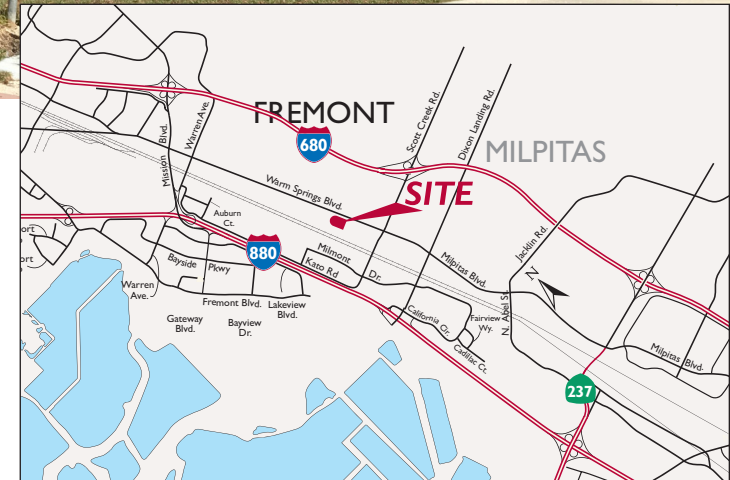 FREMONT
680
Scott Creek Rd.
Dixon Landing Rd.
MILPITAS
Warren Ave.
Mission Blvd.
Warm Springs Blvd.
SITE
Auburn
Ct.
880
Milmont Dr.
Kato Rd
Milpitas Blvd.
Jacklin Rd.
N
Bayside Pkwy
Warren
Ave.
Fremont Blvd.
Lakeview
Blvd.
Gateway
Blvd.
Bayview
Dr.
California Cir.
Fairview
Wy.
Cadillac Ct.
N. Abel St.
Milpitas Blvd.
237